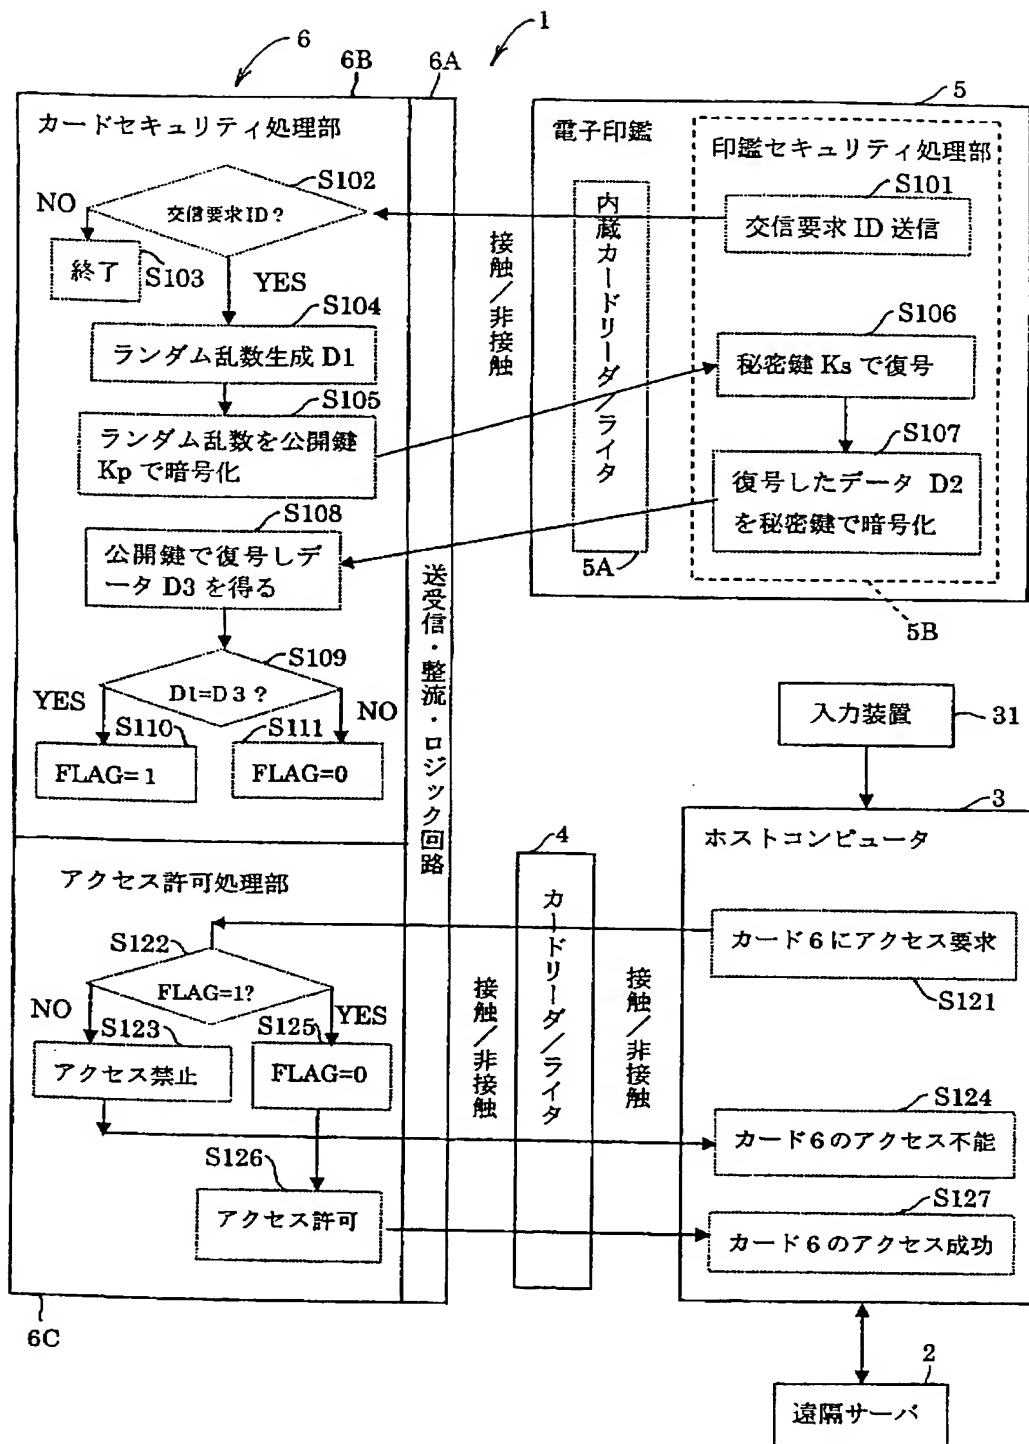 1
6
6B
6A
カードセキュリティ処理部
S102
NO
交信要求ID?
終了
S103
YES
S104
ランダム乱数生成 D1
S105
ランダム乱数を公開鍵
Kp で暗号化
S108
公開鍵で復号しデ
ータ D3 を得る
S109
D1=D3?
YES
NO
S110
S111
FLAG=1
FLAG=0
送受信・整流・ロジック回路
接触／非接触
5
電子印鑑
印鑑セキュリティ処理部
S101
交信要求 ID 送信
内蔵カードリーダ／ライタ
S106
秘密鍵 Ks で復号
S107
復号したデータ D2
を秘密鍵で暗号化
5A
5B
入力装置
31
3
ホストコンピュータ
アクセス許可処理部
S122
FLAG=1?
NO
YES
S123
S125
アクセス禁止
FLAG=0
S126
アクセス許可
6C
接触／非接触
4
カードリーダ／ライタ
接触／非接触
カード6にアクセス要求
S121
S124
カード6のアクセス不能
S127
カード6のアクセス成功
2
遠隔サーバ